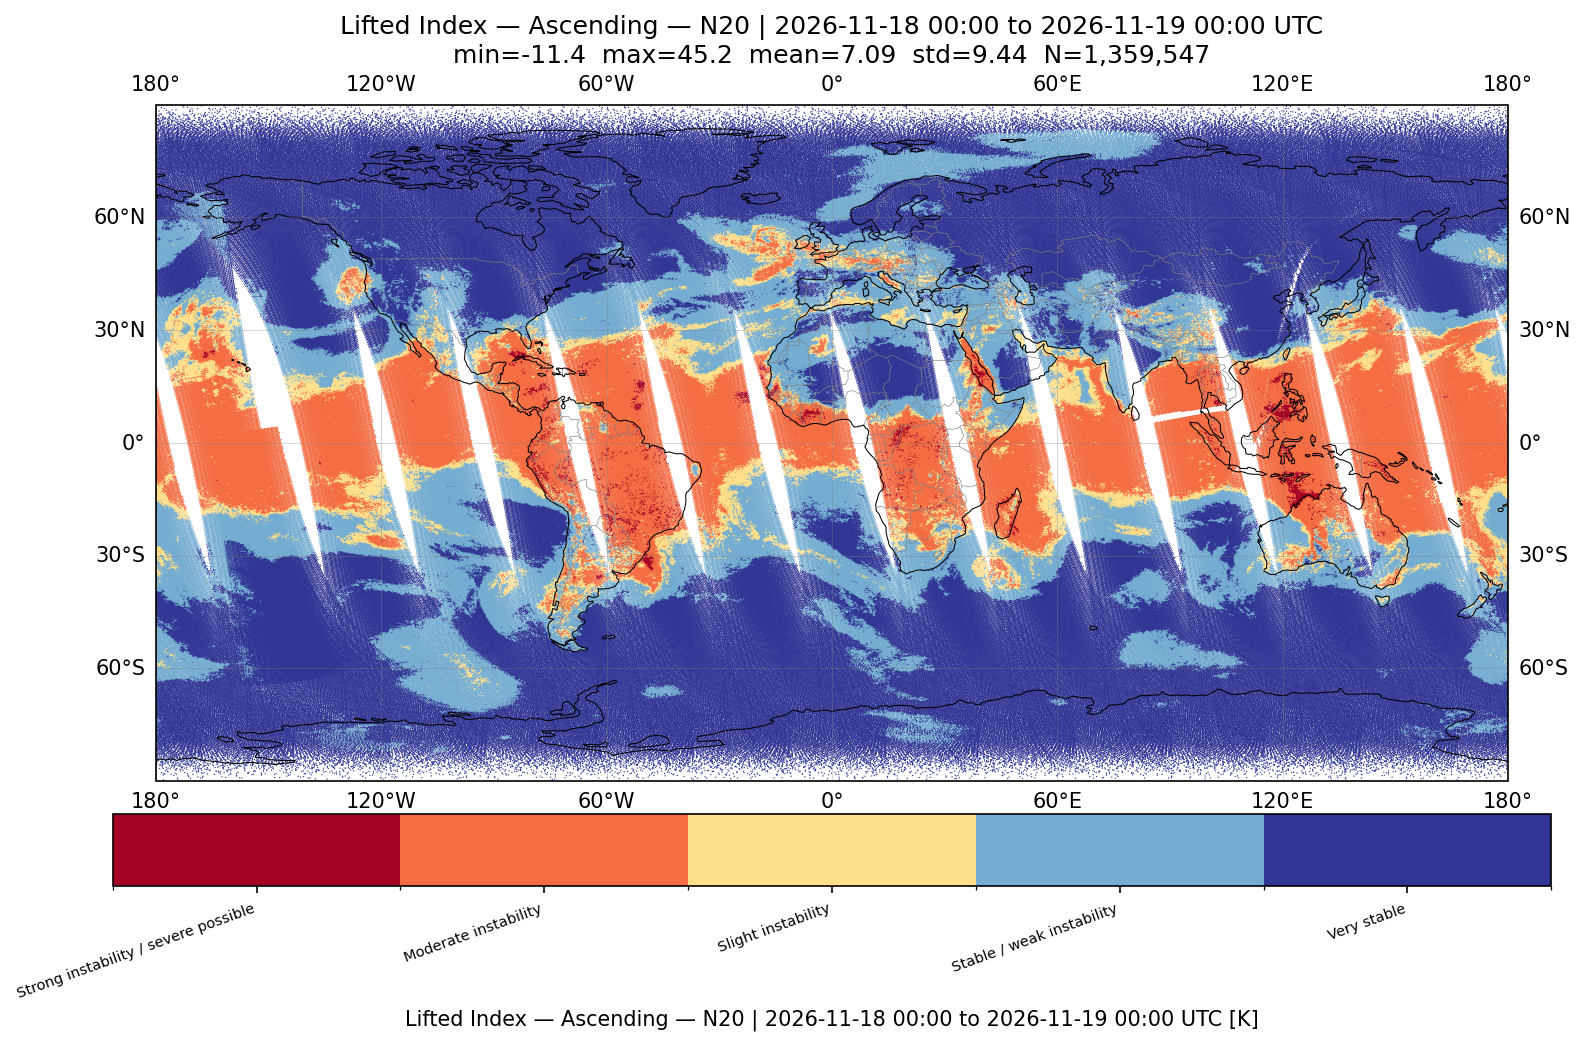 Lifted Index — Ascending — N20 | 2026-11-18 00:00 to 2026-11-19 00:00 UTC
min=-11.4 max=45.2 mean=7.09 std=9.44 N=1,359,547
180° 120°W 60°W 0° 60°E 120°E 180°
60°N 60°N
30°N 30°N
0° 0°
30°S 30°S
60°S 60°S
180° 120°W 60°W 0° 60°E 120°E 180°
Strong instability / severe possible
Moderate instability
Slight instability
Stable / weak instability
Very stable
Lifted Index — Ascending — N20 | 2026-11-18 00:00 to 2026-11-19 00:00 UTC [K]